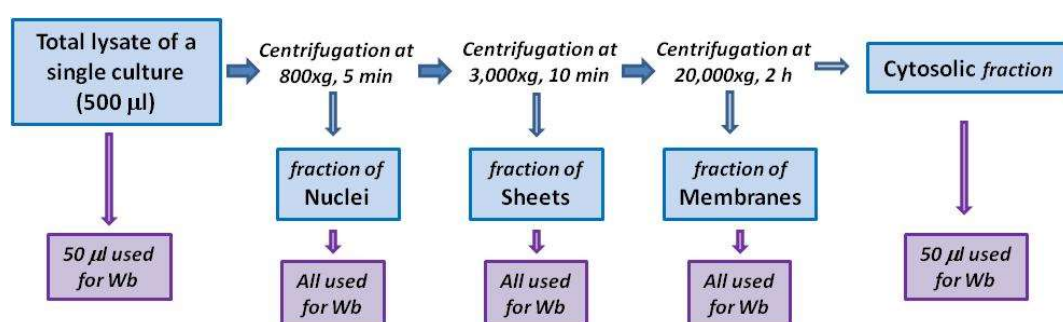 Total lysate of a
single culture
(500 µl)
Centrifugation at
800xg, 5 min
Centrifugation at
3,000xg, 10 min
Centrifugation at
20,000xg, 2 h
Cytosolic fraction
fraction of
Nuclei
fraction of
Sheets
fraction of
Membranes
50 µl used
for Wb
All used
for Wb
All used
for Wb
All used
for Wb
50 µl used
for Wb